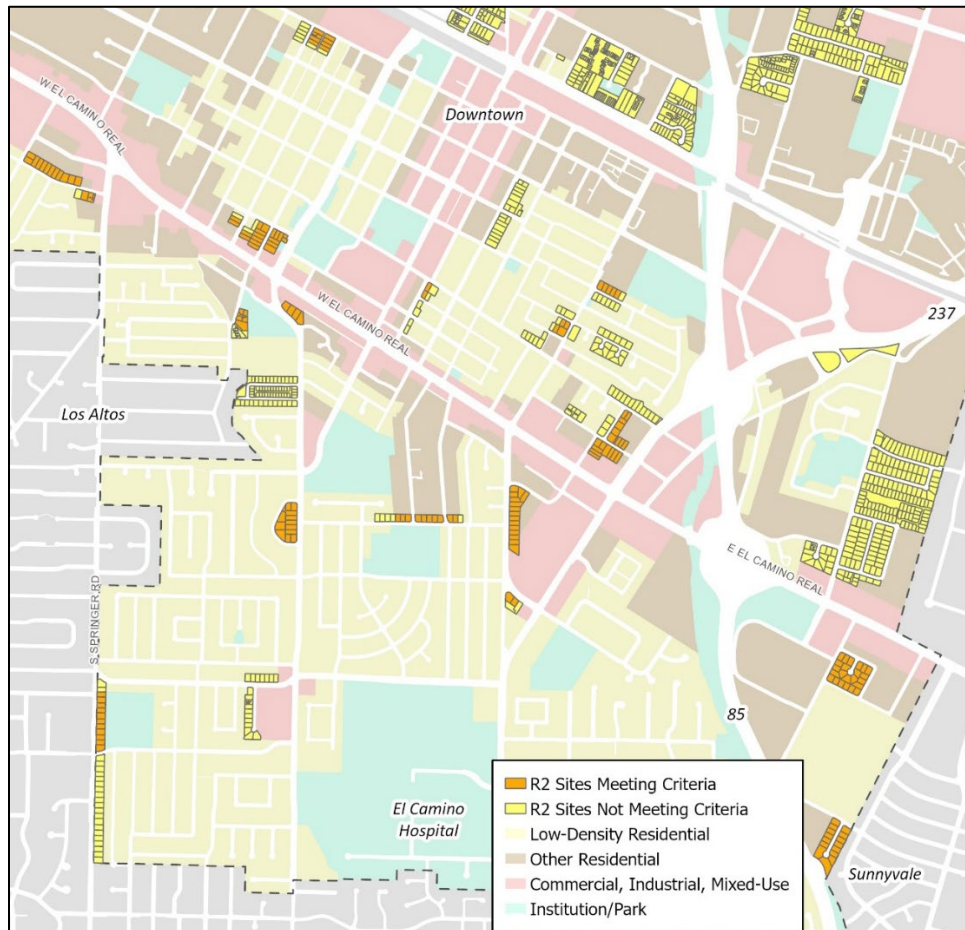 Downtown
W EL CAMINO REAL
W EL CAMINO REAL
237
Los Altos
E EL CAMINO REAL
S SPRINGER RD
85
El Camino
Hospital
R2 Sites Meeting Criteria
R2 Sites Not Meeting Criteria
Low-Density Residential
Other Residential
Commercial, Industrial, Mixed-Use
Institution/Park
Sunnyvale